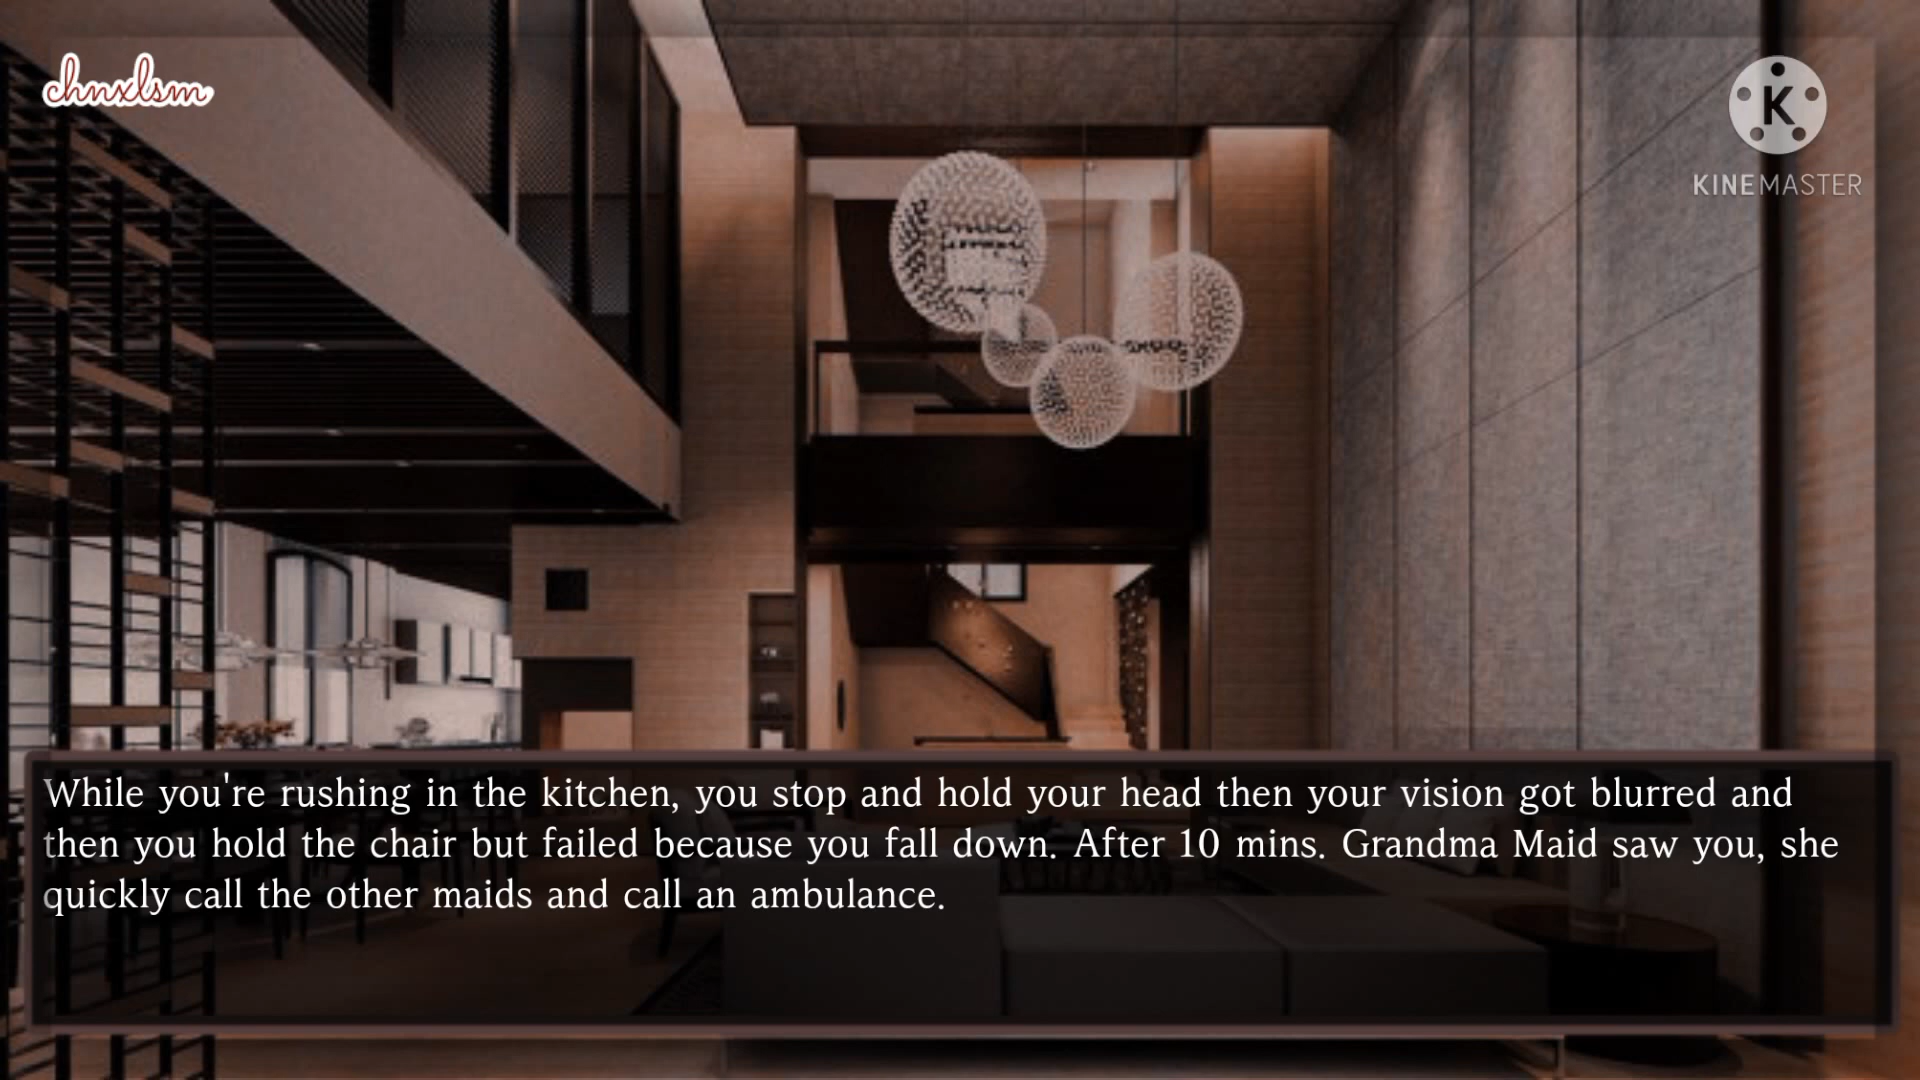 chnxlsm
K
KINEMASTER
While you're rushing in the kitchen, you stop and hold your head then your vision got blurred and
then you hold the chair but failed because you fall down. After 10 mins. Grandma Maid saw you, she
quickly call the other maids and call an ambulance.